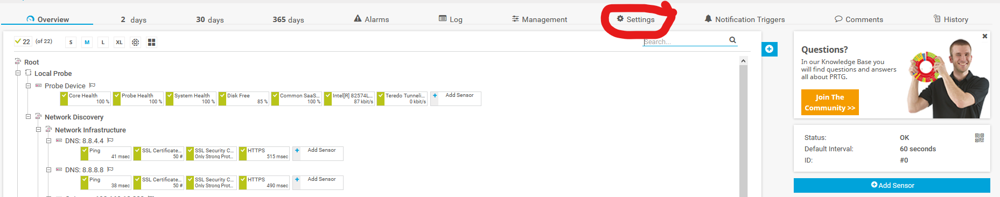 Overview 2 days 30 days 365 days Alarms Log Management Settings Notification Triggers Comments History
22 (of 22) S M L XL Search...
Root
Local Probe
Probe Device
Core Health 100 % Probe Health 100 % System Health 100 % Disk Free 85 % Common SaaS... 100 % Intel[R] 82574L... 87 kbit/s Teredo Tunneli... 0 kbit/s Add Sensor
Network Discovery
Network Infrastructure
DNS: 8.8.4.4
Ping 41 msec SSL Certificate... 50 # SSL Security C... Only Strong Prot... HTTPS 515 msec Add Sensor
DNS: 8.8.8.8
Ping 38 msec SSL Certificate... 50 # SSL Security C... Only Strong Prot... HTTPS 490 msec Add Sensor
Questions?
In our Knowledge Base you
will find questions and answers
all about PRTG.
Join The
Community >>
Status: OK
Default Interval: 60 seconds
ID: #0
Add Sensor